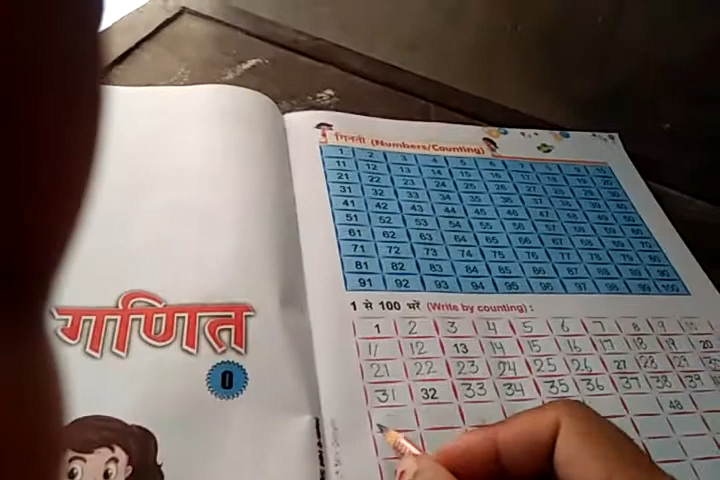 गणित
0
गिनती (Numbers/Counting)
1 2 3 4 5 6 7 8 9 10
11 12 13 14 15 16 17 18 19 20
21 22 23 24 25 26 27 28 29 30
31 32 33 34 35 36 37 38 39 40
41 42 43 44 45 46 47 48 49 50
51 52 53 54 55 56 57 58 59 60
61 62 63 64 65 66 67 68 69 70
71 72 73 74 75 76 77 78 79 80
81 82 83 84 85 86 87 88 89 90
91 92 93 94 95 96 97 98 99 100
1 से 100 भरें (Write by counting) :
1 2 3 4 5 6 7 8 9 10
11 12 13 14 15 16 17 18 19 20
21 22 23 24 25 26 27 28 29
31 32 33 34 35 36 37 38 39
48